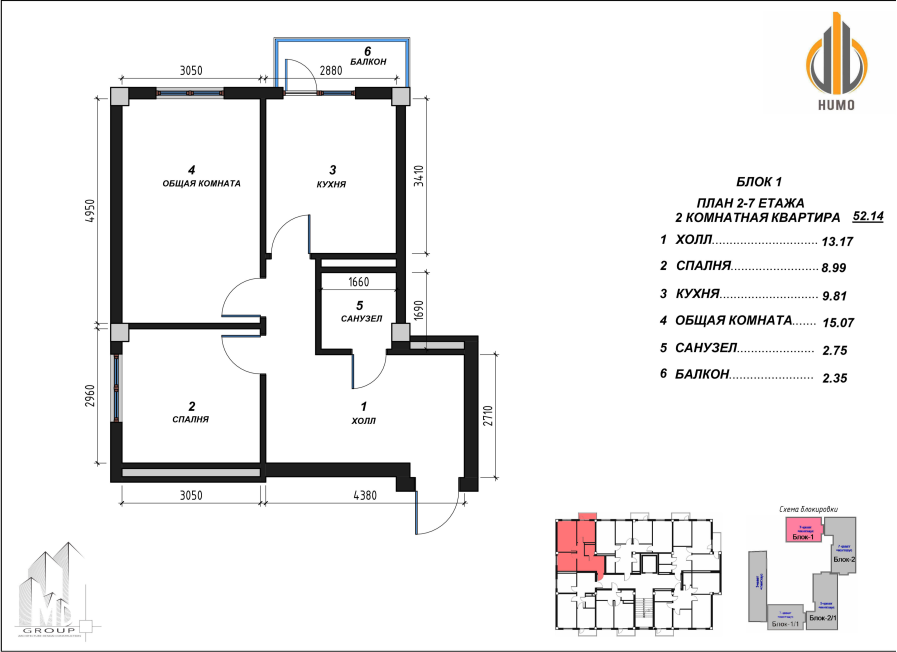 6
БАЛКОН
3050
2880
HUMO
4
ОБЩАЯ КОМНАТА
3
КУХНЯ
3410
4950
БЛОК 1
ПЛАН 2-7 ЕТАЖА
2 КОМНАТНАЯ КВАРТИРА 52.14
1 ХОЛЛ............................ 13.17
2 СПАЛНЯ....................... 8.99
3 КУХНЯ.......................... 9.81
4 ОБЩАЯ КОМНАТА...... 15.07
5 САНУЗЕЛ...................... 2.75
6 БАЛКОН........................ 2.35
1660
5
САНУЗЕЛ
1690
2960
2
СПАЛНЯ
1
ХОЛЛ
2710
3050
4380
Схема блокировки
Блок-1
Блок-2
Блок-1/1
Блок-2/1
MD
GROUP